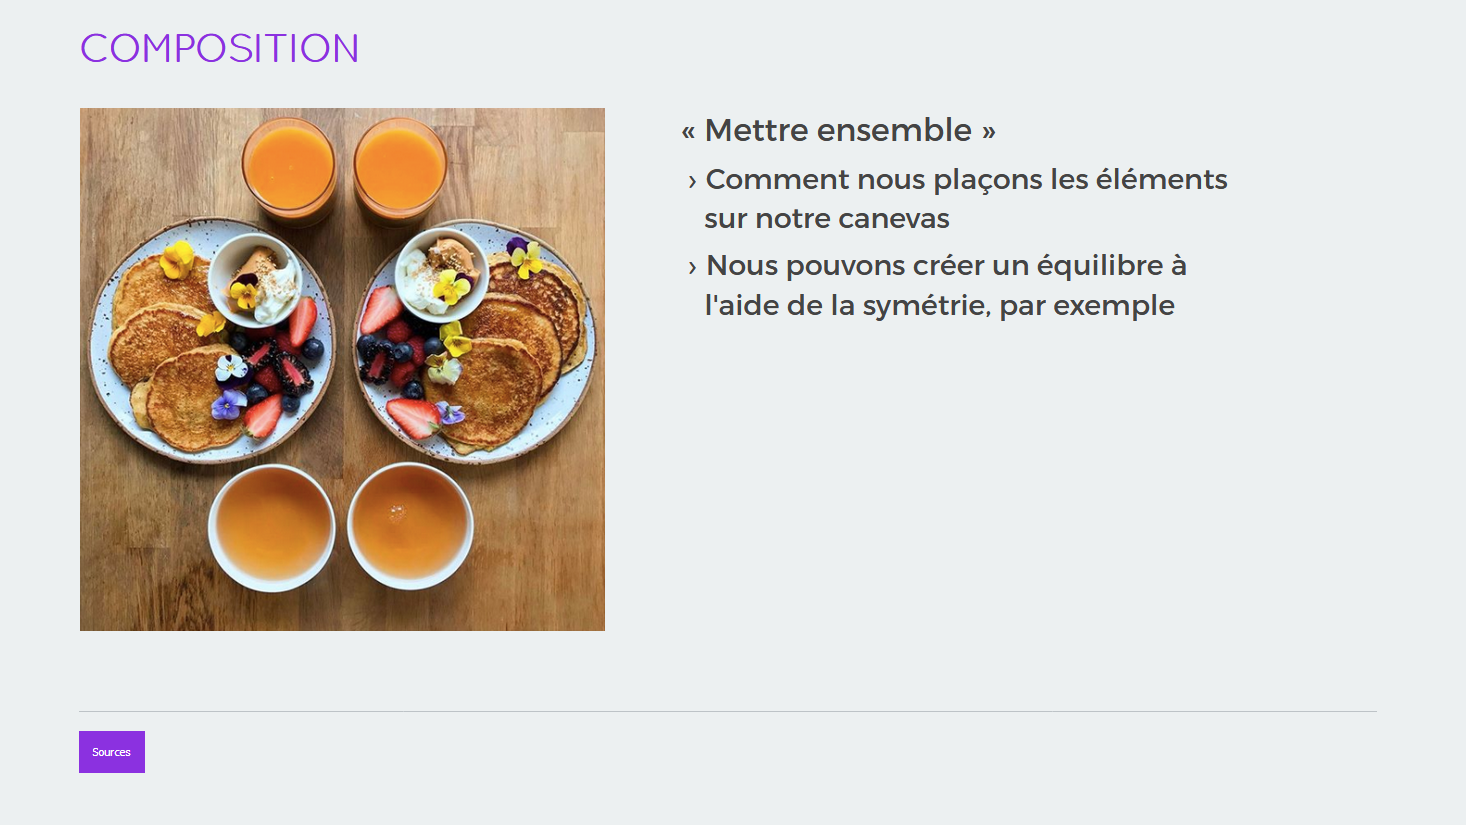 COMPOSITION
« Mettre ensemble »
› Comment nous plaçons les éléments
sur notre canevas
› Nous pouvons créer un équilibre à
l'aide de la symétrie, par exemple
Sources